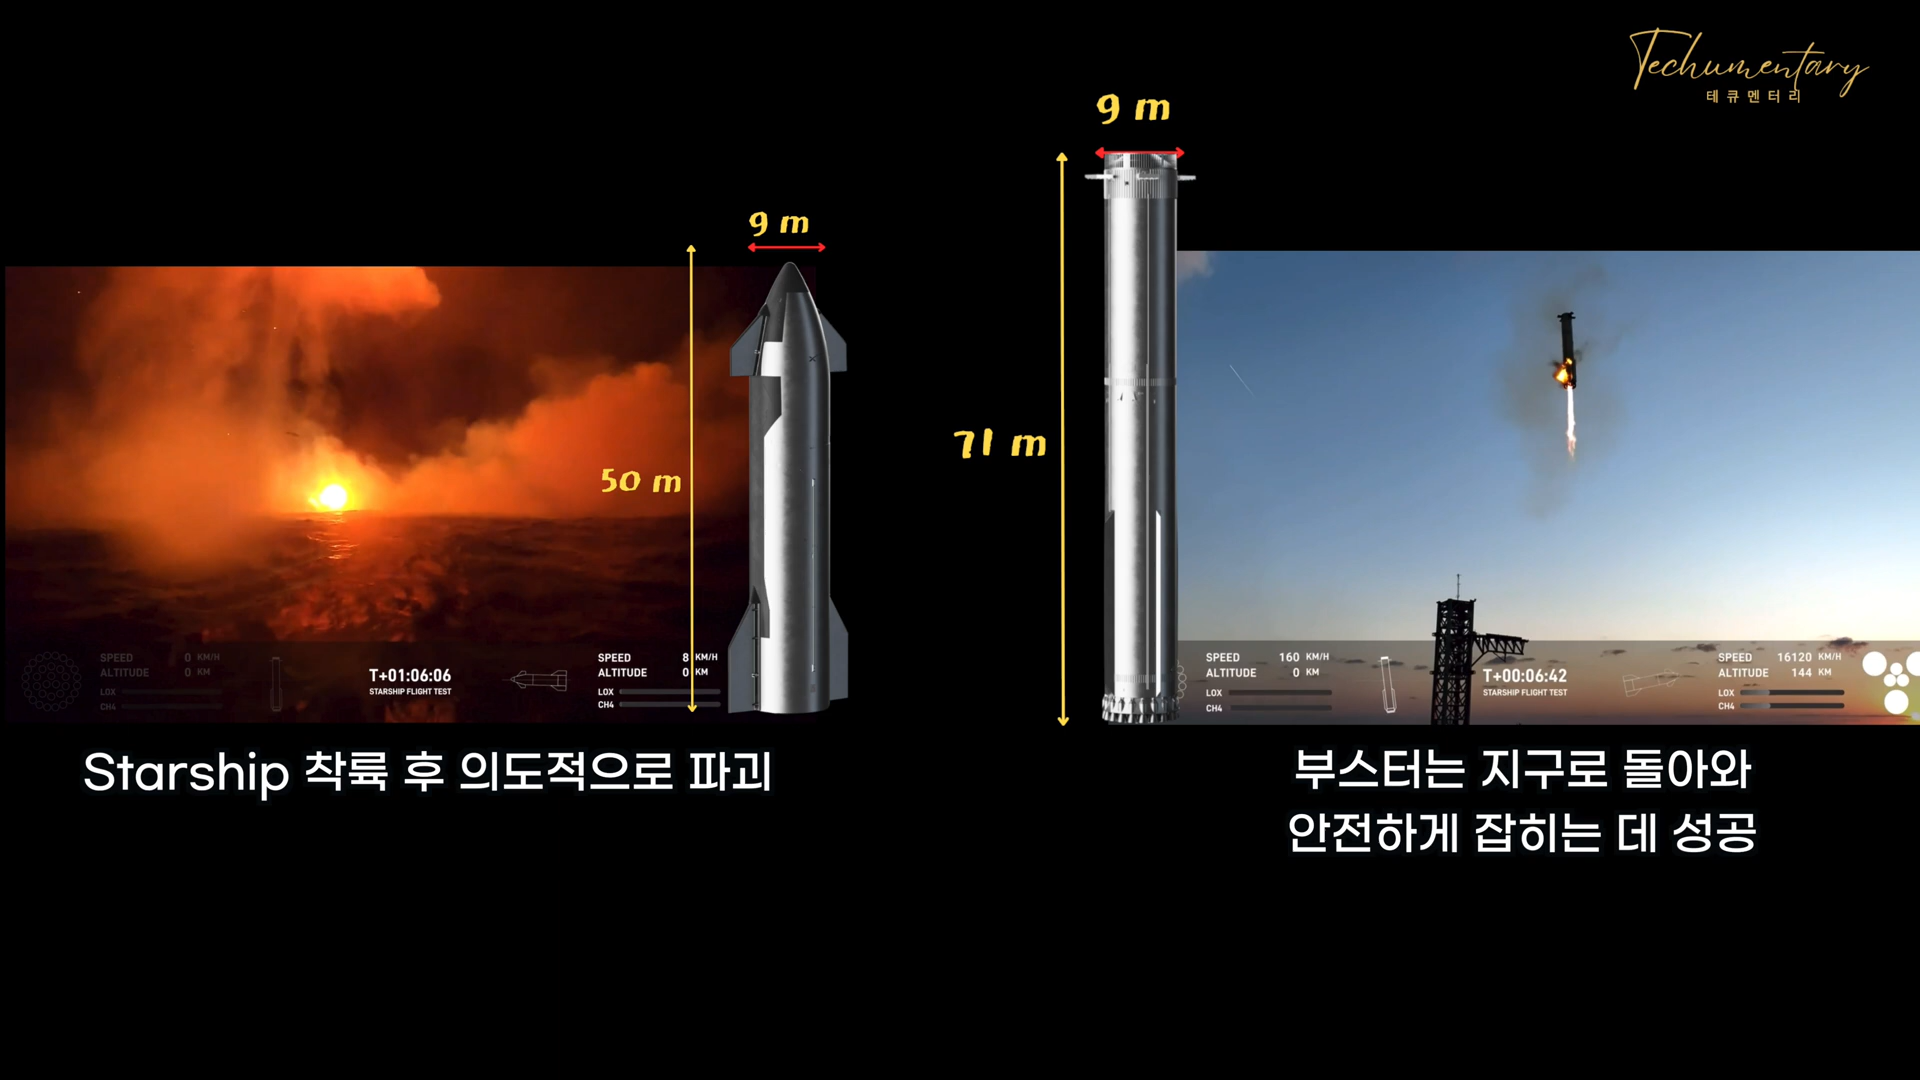 Techumentary
테큐멘터리
9 m
9 m
71 m
50 m
SPEED 0 KM/H
ALTITUDE 0 KM
LOX
CH4
T+01:06:06
STARSHIP FLIGHT TEST
SPEED 8 KM/H
ALTITUDE 0 KM
LOX
CH4
SPEED 160 KM/H
ALTITUDE 0 KM
LOX
CH4
T+00:06:42
STARSHIP FLIGHT TEST
SPEED 16120 KM/H
ALTITUDE 144 KM
LOX
CH4
Starship 착륙 후 의도적으로 파괴
부스터는 지구로 돌아와
안전하게 잡히는 데 성공